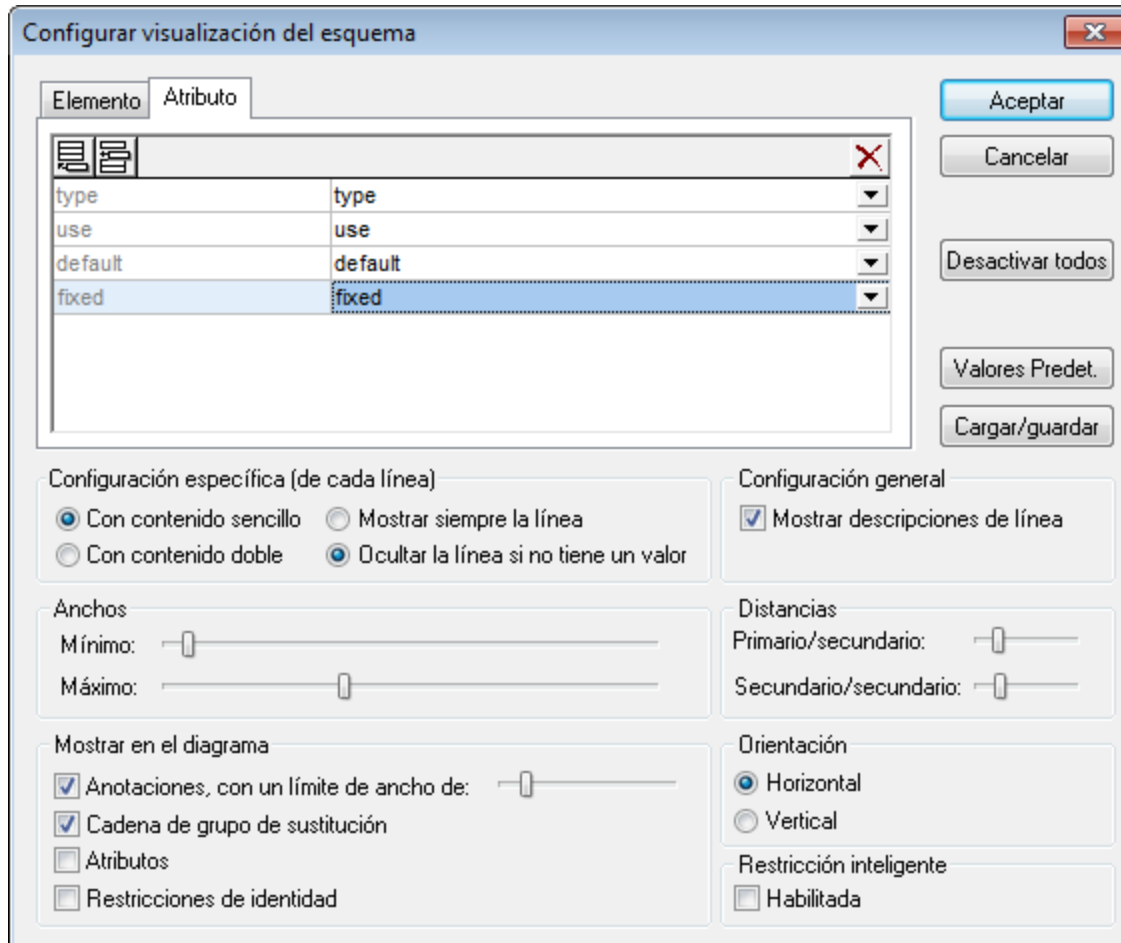 Configurar visualización del esquema
Elemento
Atributo
Aceptar
Cancelar
type type
use use
default default
fixed fixed
Desactivar todos
Valores Predet.
Cargar/guardar
Configuración específica (de cada línea)
Con contenido sencillo
Mostrar siempre la línea
Con contenido doble
Ocultar la línea si no tiene un valor
Configuración general
Mostrar descripciones de línea
Anchos
Mínimo:
Máximo:
Distancias
Primario/secundario:
Secundario/secundario:
Mostrar en el diagrama
Anotaciones, con un límite de ancho de:
Cadena de grupo de sustitución
Atributos
Restricciones de identidad
Orientación
Horizontal
Vertical
Restricción inteligente
Habilitada